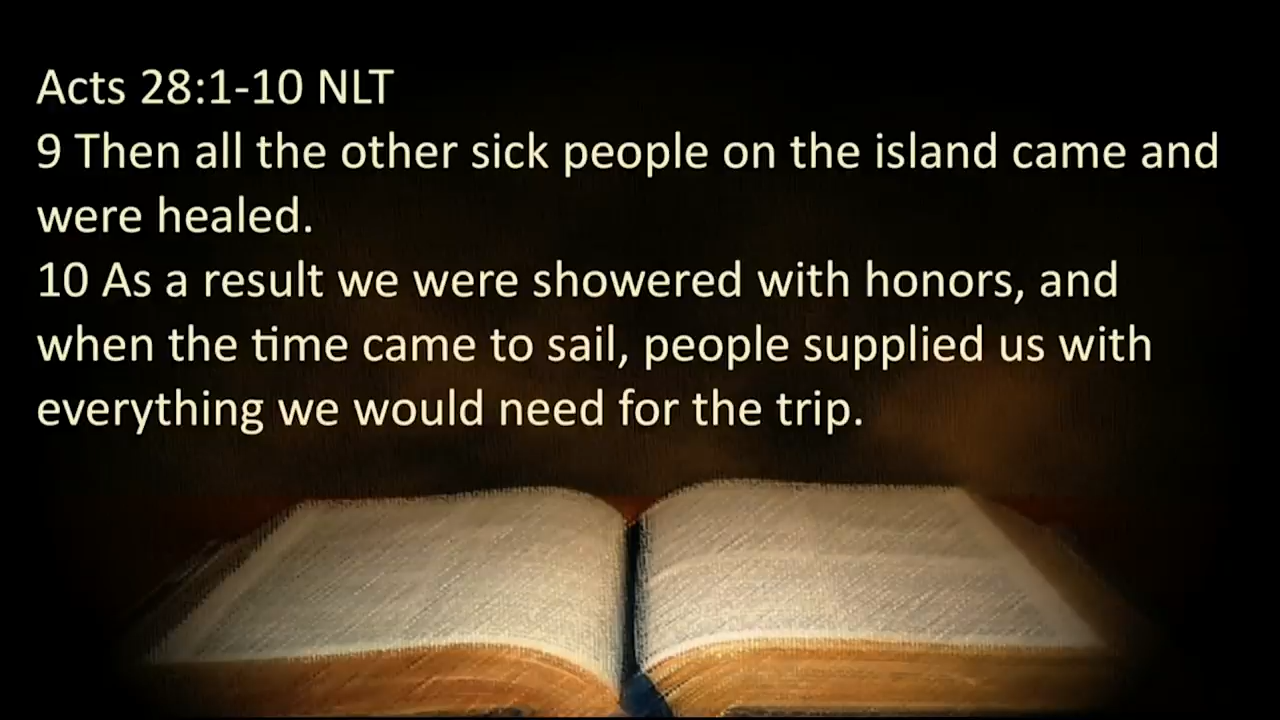 Acts 28:1-10 NLT
9 Then all the other sick people on the island came and
were healed.
10 As a result we were showered with honors, and
when the time came to sail, people supplied us with
everything we would need for the trip.